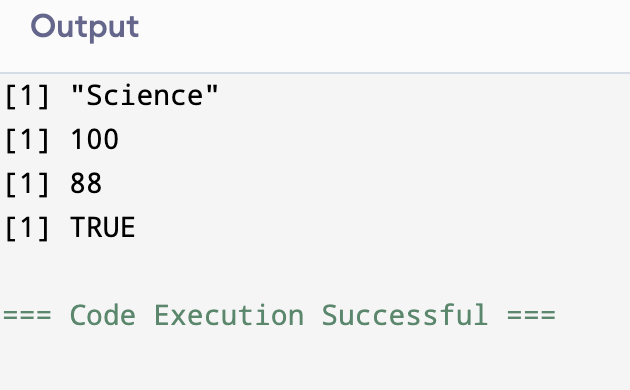 Output
[1] "Science"
[1] 100
[1] 88
[1] TRUE
=== Code Execution Successful ===